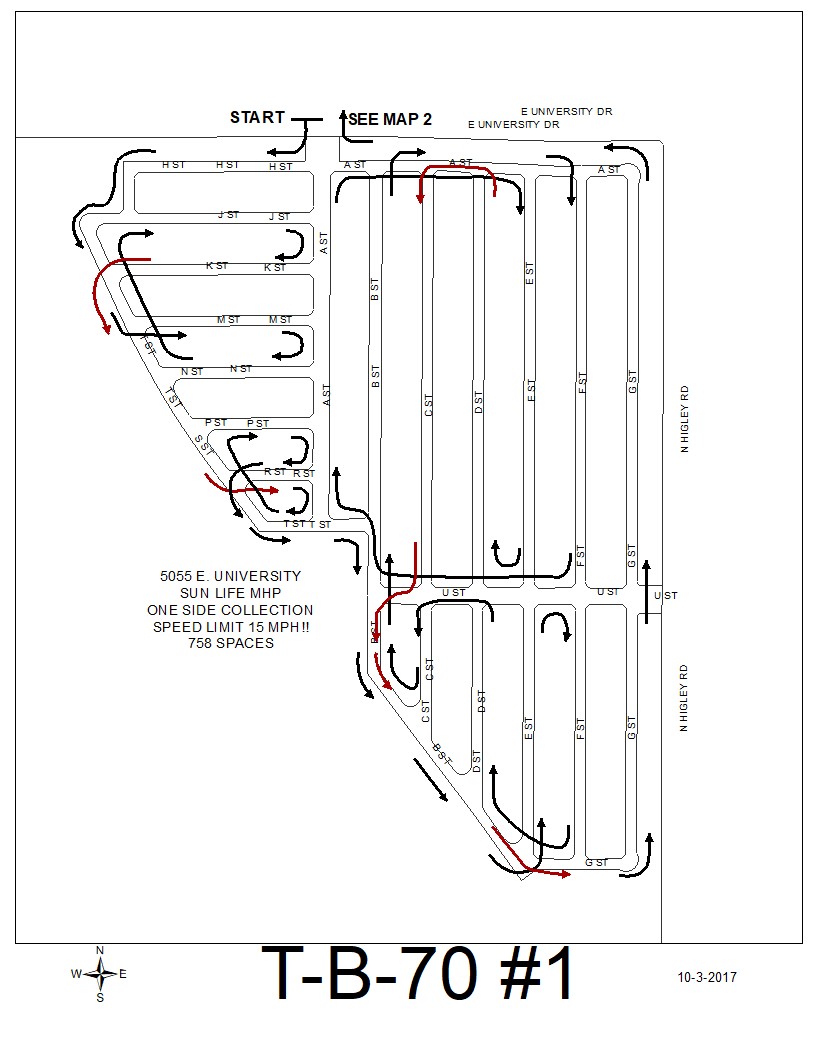 E UNIVERSITY DR
START
SEE MAP 2
E UNIVERSITY DR
H ST
H ST
H ST
A ST
A ST
A ST
J ST
J ST
A ST
K ST
K ST
E ST
B ST
M ST
M ST
T ST
N ST
N ST
B ST
E ST
F ST
G ST
T ST
A ST
C ST
D ST
N HIGLEY RD
P ST
P ST
S ST
R ST
R ST
T ST
T ST
F ST
G ST
5055 E. UNIVERSITY
SUN LIFE MHP
ONE SIDE COLLECTION
SPEED LIMIT 15 MPH!!
758 SPACES
U ST
U ST
U ST
B ST
C ST
C ST
D ST
E ST
F ST
G ST
N HIGLEY RD
B ST
D ST
G ST
N
W
E
S
T-B-70 #1
10-3-2017